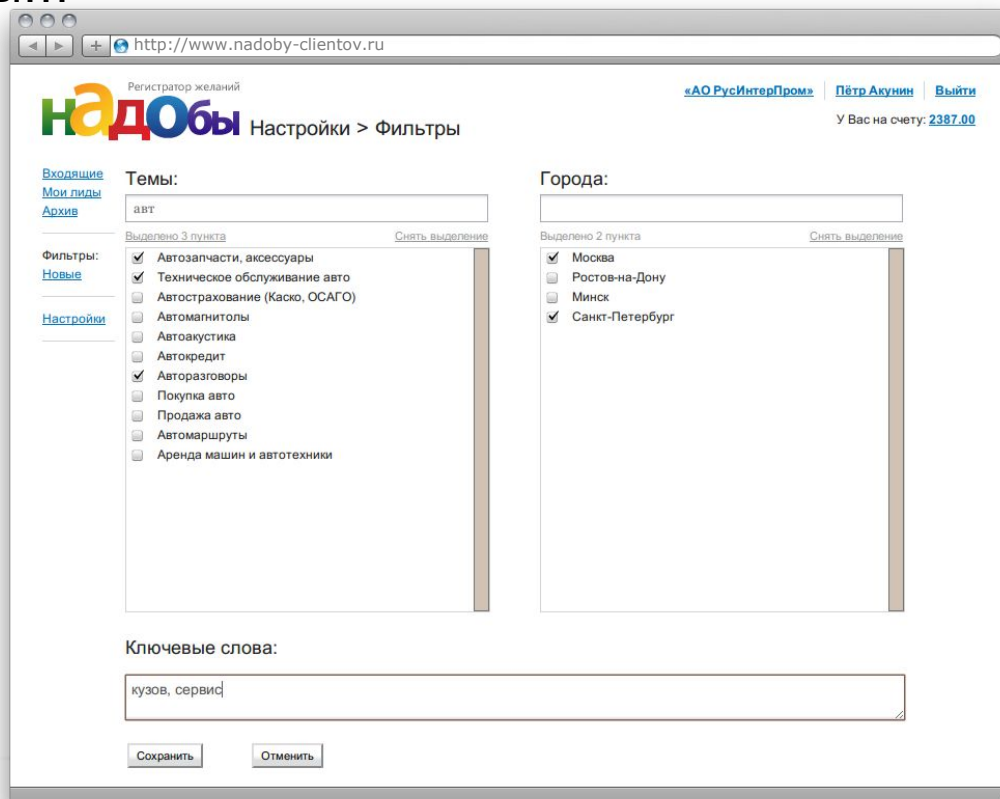 http://www.nadoby-clientov.ru
Регистратор желаний
надобы
Настройки > Фильтры
«АО РусИнтерПром» Пётр Акунин Выйти
У Вас на счету: 2387.00
Входящие
Мои лиды
Архив
Фильтры:
Новые
Настройки
Темы:
авт
Выделено 3 пункта Снять выделение
Автозапчасти, аксессуары
Техническое обслуживание авто
Автострахование (Каско, ОСАГО)
Автомагнитолы
Автоакустика
Автокредит
Авторазговоры
Покупка авто
Продажа авто
Автомаршруты
Аренда машин и автотехники
Города:
Выделено 2 пункта Снять выделение
Москва
Ростов-на-Дону
Минск
Санкт-Петербург
Ключевые слова:
кузов, сервис
Сохранить Отменить